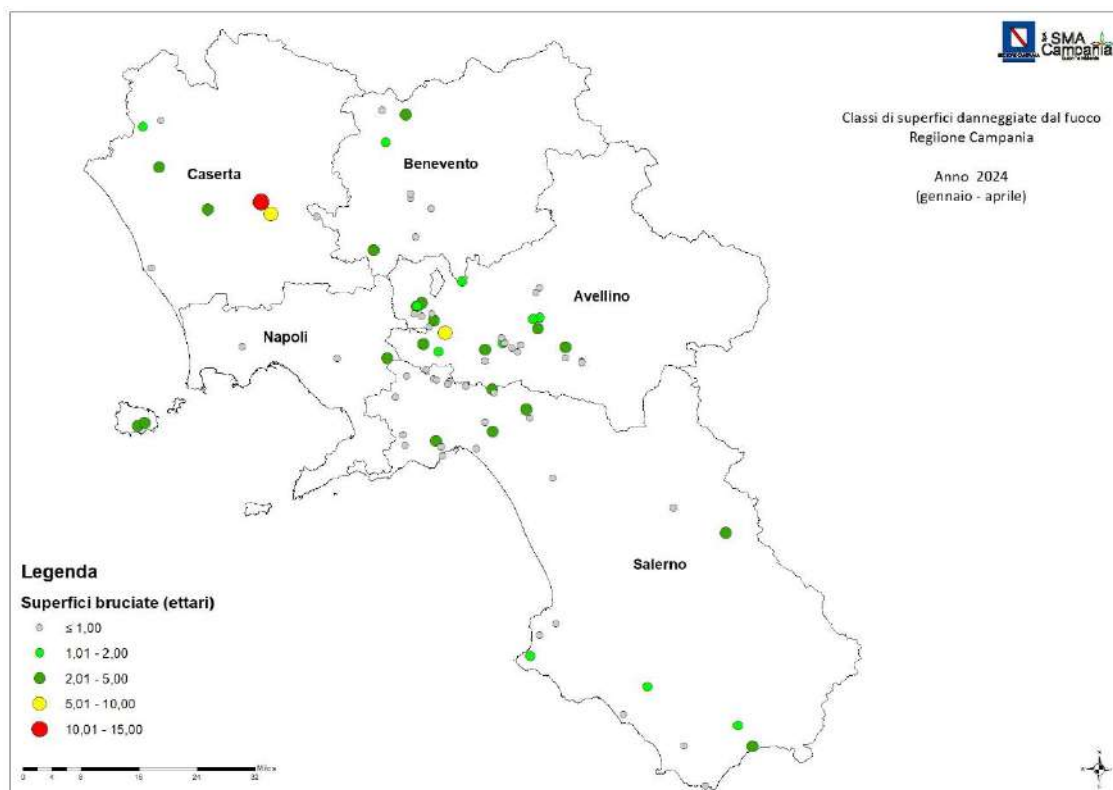 SMA
Campania
Classi di superfici danneggiate dal fuoco
Regiione Campania
Anno 2024
(gennaio - aprile)
Benevento
Caserta
Avellino
Napoli
Salerno
Legenda
Superfici bruciate (ettari)
≤ 1,00
1,01 - 2,00
2,01 - 5,00
5,01 - 10,00
10,01 - 15,00
0 4 8 16 24 32